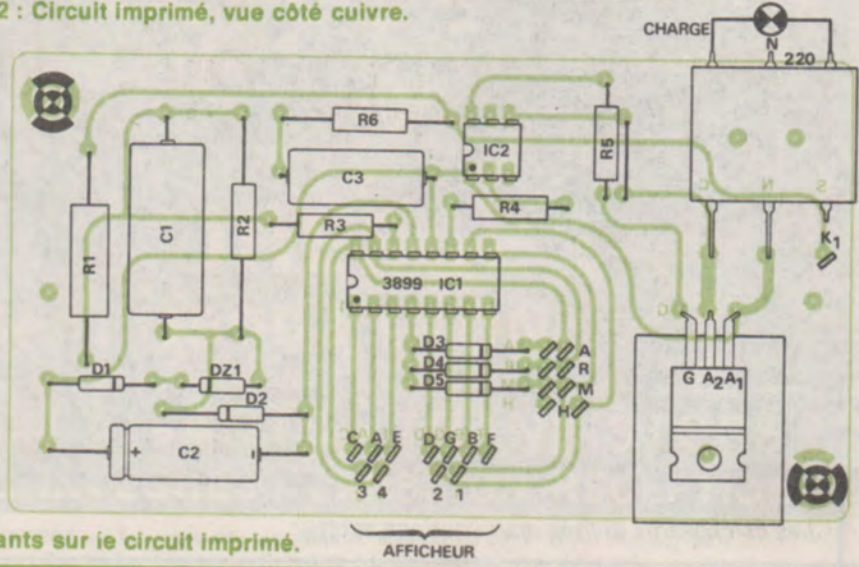 2 : Circuit imprimé, vue côté cuivre.
CHARGE
N
220
R6
IC2
R5
C3
C1
R2
R1
R3
R4
3899 IC1
K1
D1
DZ1
D2
C2
+
-
D3
D4
D5
A
R
M
H
G A2 A1
C A E
D G B F
3 4
2 1
ants sur le circuit imprimé.
AFFICHEUR